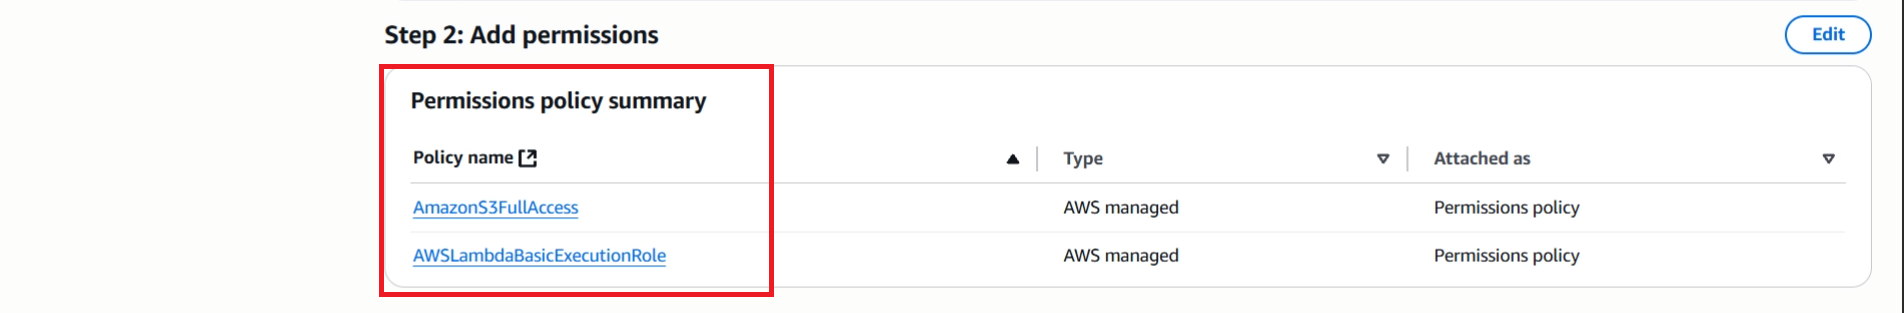 Step 2: Add permissions
Edit
Permissions policy summary
Policy name Type Attached as
AmazonS3FullAccess AWS managed Permissions policy
AWSLambdaBasicExecutionRole AWS managed Permissions policy